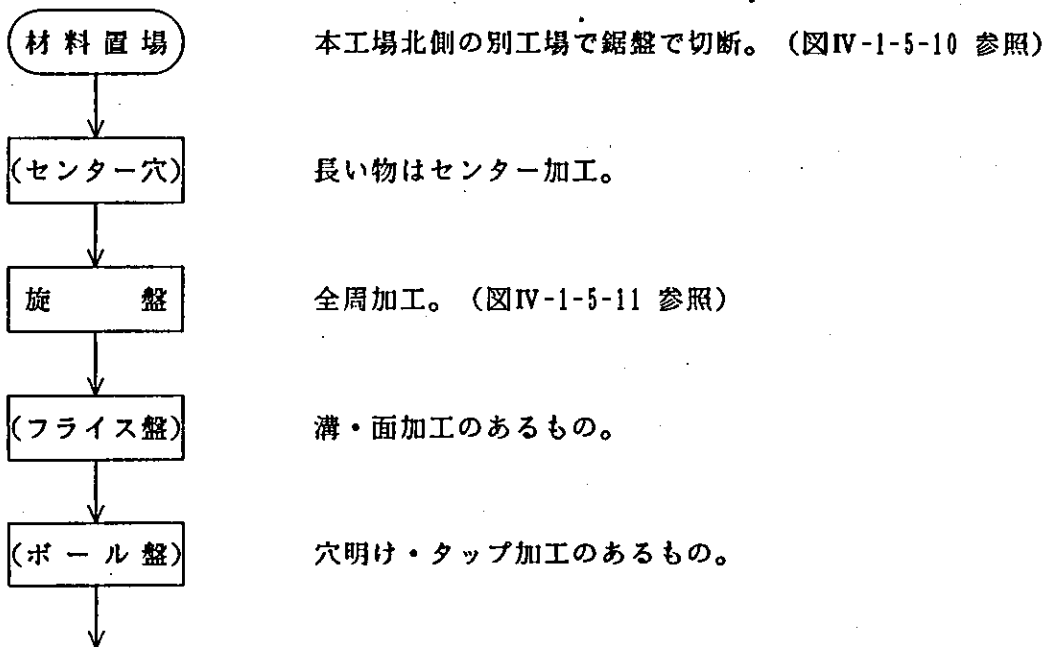 材料置場 本工場北側の別工場で鋸盤で切断。(図Ⅳ-1-5-10 参照)
(センター穴) 長い物はセンター加工。
旋盤 全周加工。(図Ⅳ-1-5-11 参照)
(フライス盤) 溝・面加工のあるもの。
(ボール盤) 穴明け・タップ加工のあるもの。